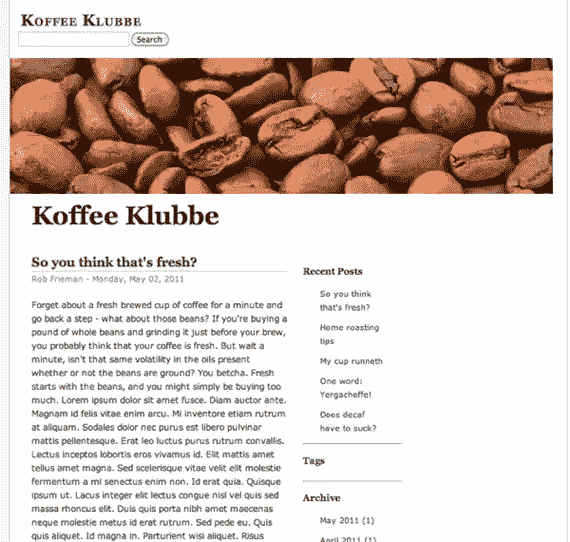 Koffee Klubbe
Search
Koffee Klubbe
So you think that's fresh?
Rob Frieman - Monday, May 02, 2011
Forget about a fresh brewed cup of coffee for a minute and
go back a step - what about those beans? If you're buying a
pound of whole beans and grinding it just before your brew,
you probably think that your coffee is fresh. But wait a
minute, isn't that same volatility in the oils present
whether or not the beans are ground? You betcha. Fresh
starts with the beans, and you might simply be buying too
much. Lorem ipsum dolor sit amet fusce. Diam auctor ante.
Magnam id felis vitae enim arcu. Mi inventore etiam rutrum
at aliquam. Sodales dolor nec purus est libero pulvinar
mattis pellentesque. Erat leo luctus purus rutrum convallis.
Lectus inceptos lobortis eros vivamus id. Elit mattis amet
tellus amet magna. Sed scelerisque vitae velit elit molestie
fermentum a mi senectus enim non. Id erat quia. Quisque
ipsum ut. Lacus integer elit lectus congue nisl vel quis sed
massa rhoncus elit. Duis quis porta nibh amet maecenas
neque molestie metus id erat rutrum. Sed pede eu. Quis
quis aliquet. Id magna in. Parturient wisi aliquet. Risus
Recent Posts
So you think
that's fresh?
Home roasting
tips
My cup runneth
One word:
Yergacheffe!
Does decaf
have to suck?
Tags
Archive
May 2011 (1)
April 2011 (1)